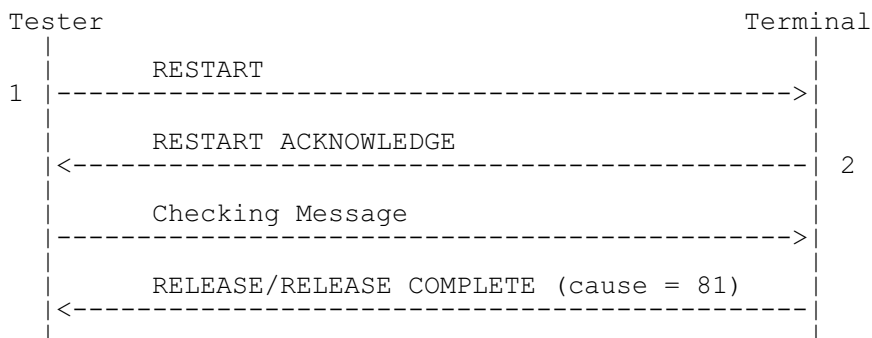 Tester Terminal
RESTART
1
RESTART ACKNOWLEDGE
2
Checking Message
RELEASE/RELEASE COMPLETE (cause = 81)